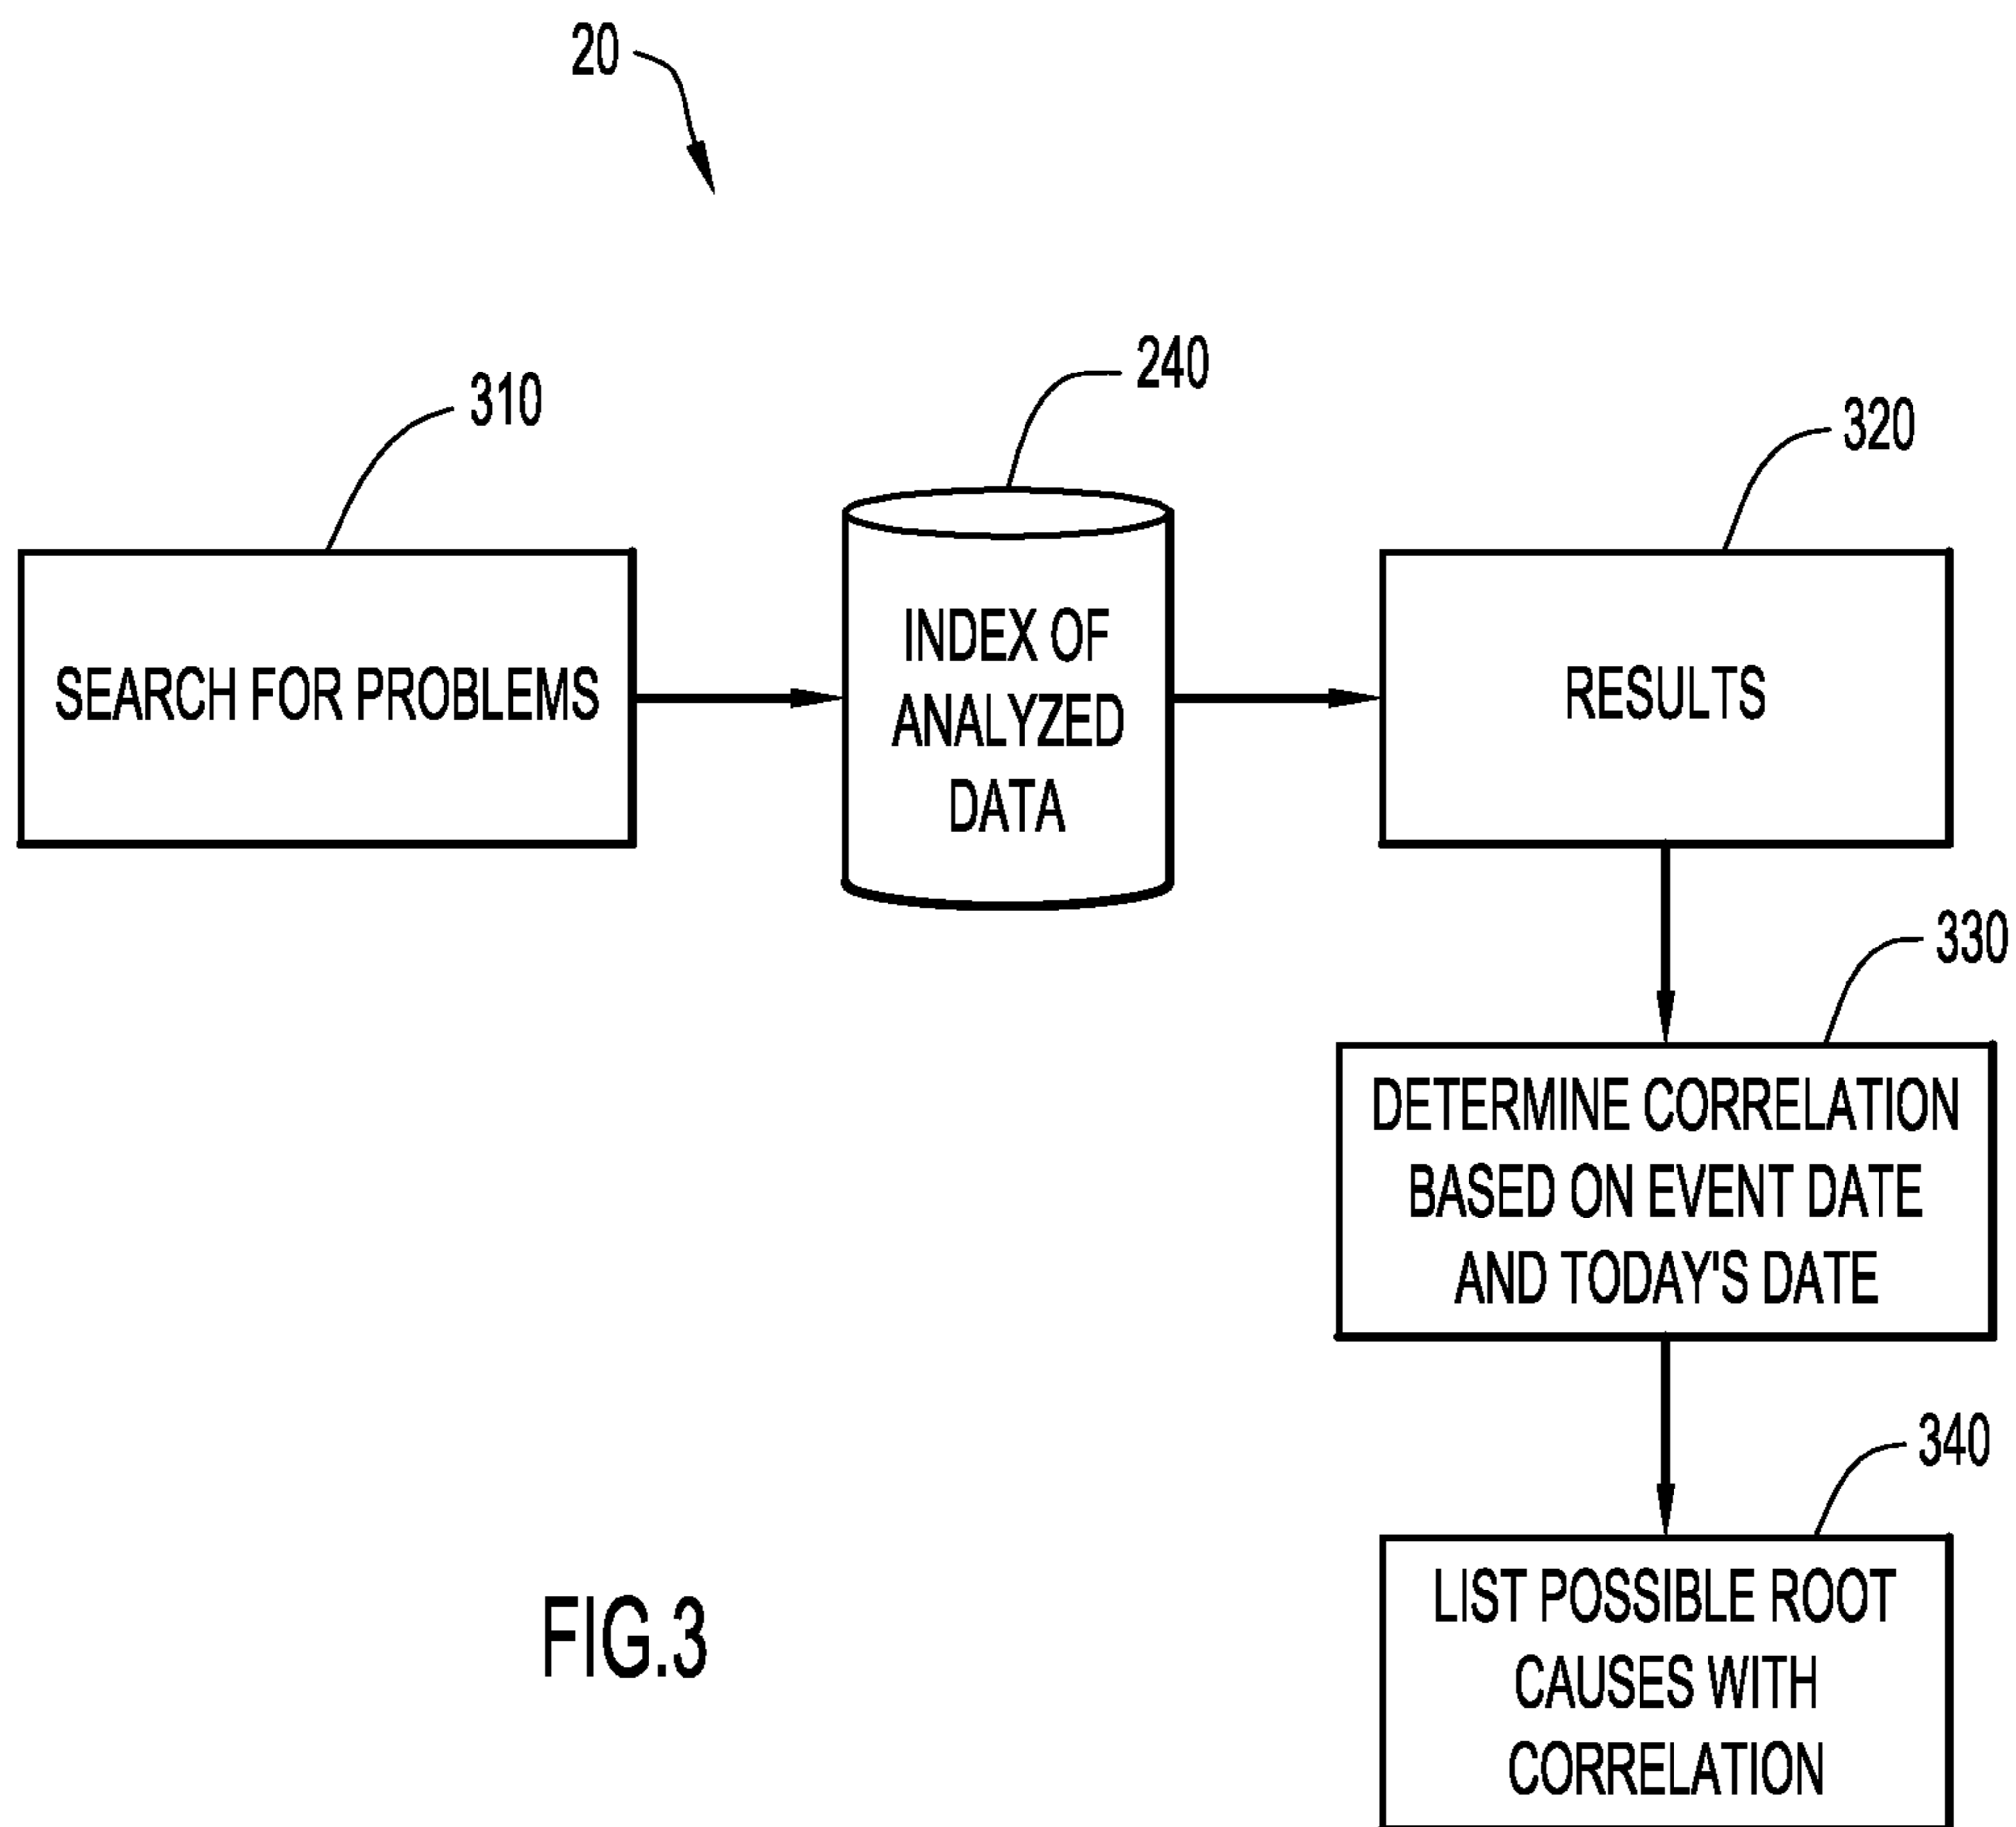 20
310
240
320
SEARCH FOR PROBLEMS
INDEX OF
ANALYZED
DATA
RESULTS
330
DETERMINE CORRELATION
BASED ON EVENT DATE
AND TODAY'S DATE
340
LIST POSSIBLE ROOT
CAUSES WITH
CORRELATION
FIG.3